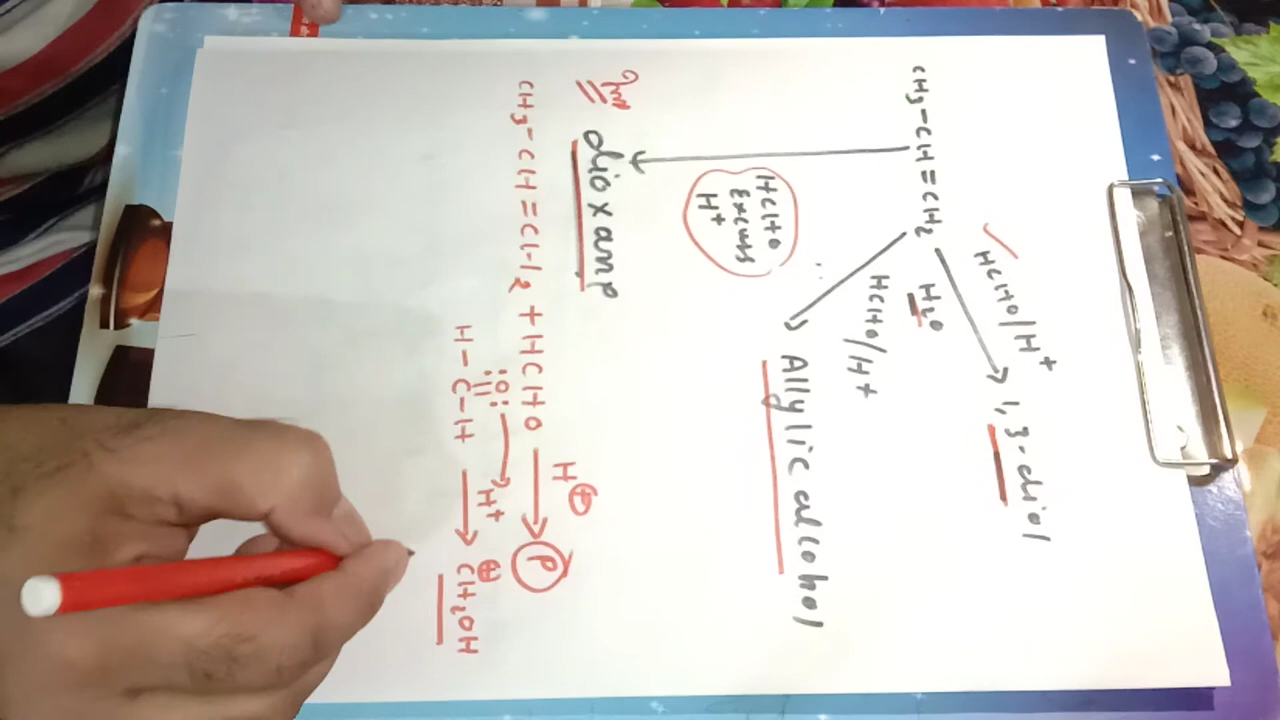 HCHO/H+
1,3-diol
CH3-CH=CH2
H2O
HCHO/H+
Allylic alcohol
HCHO
Excess
H+
Imp
dioxane
H⊕
CH3-CH=CH2+HCHO → P
:O: H+ ⊕
H-C-H → CH2OH